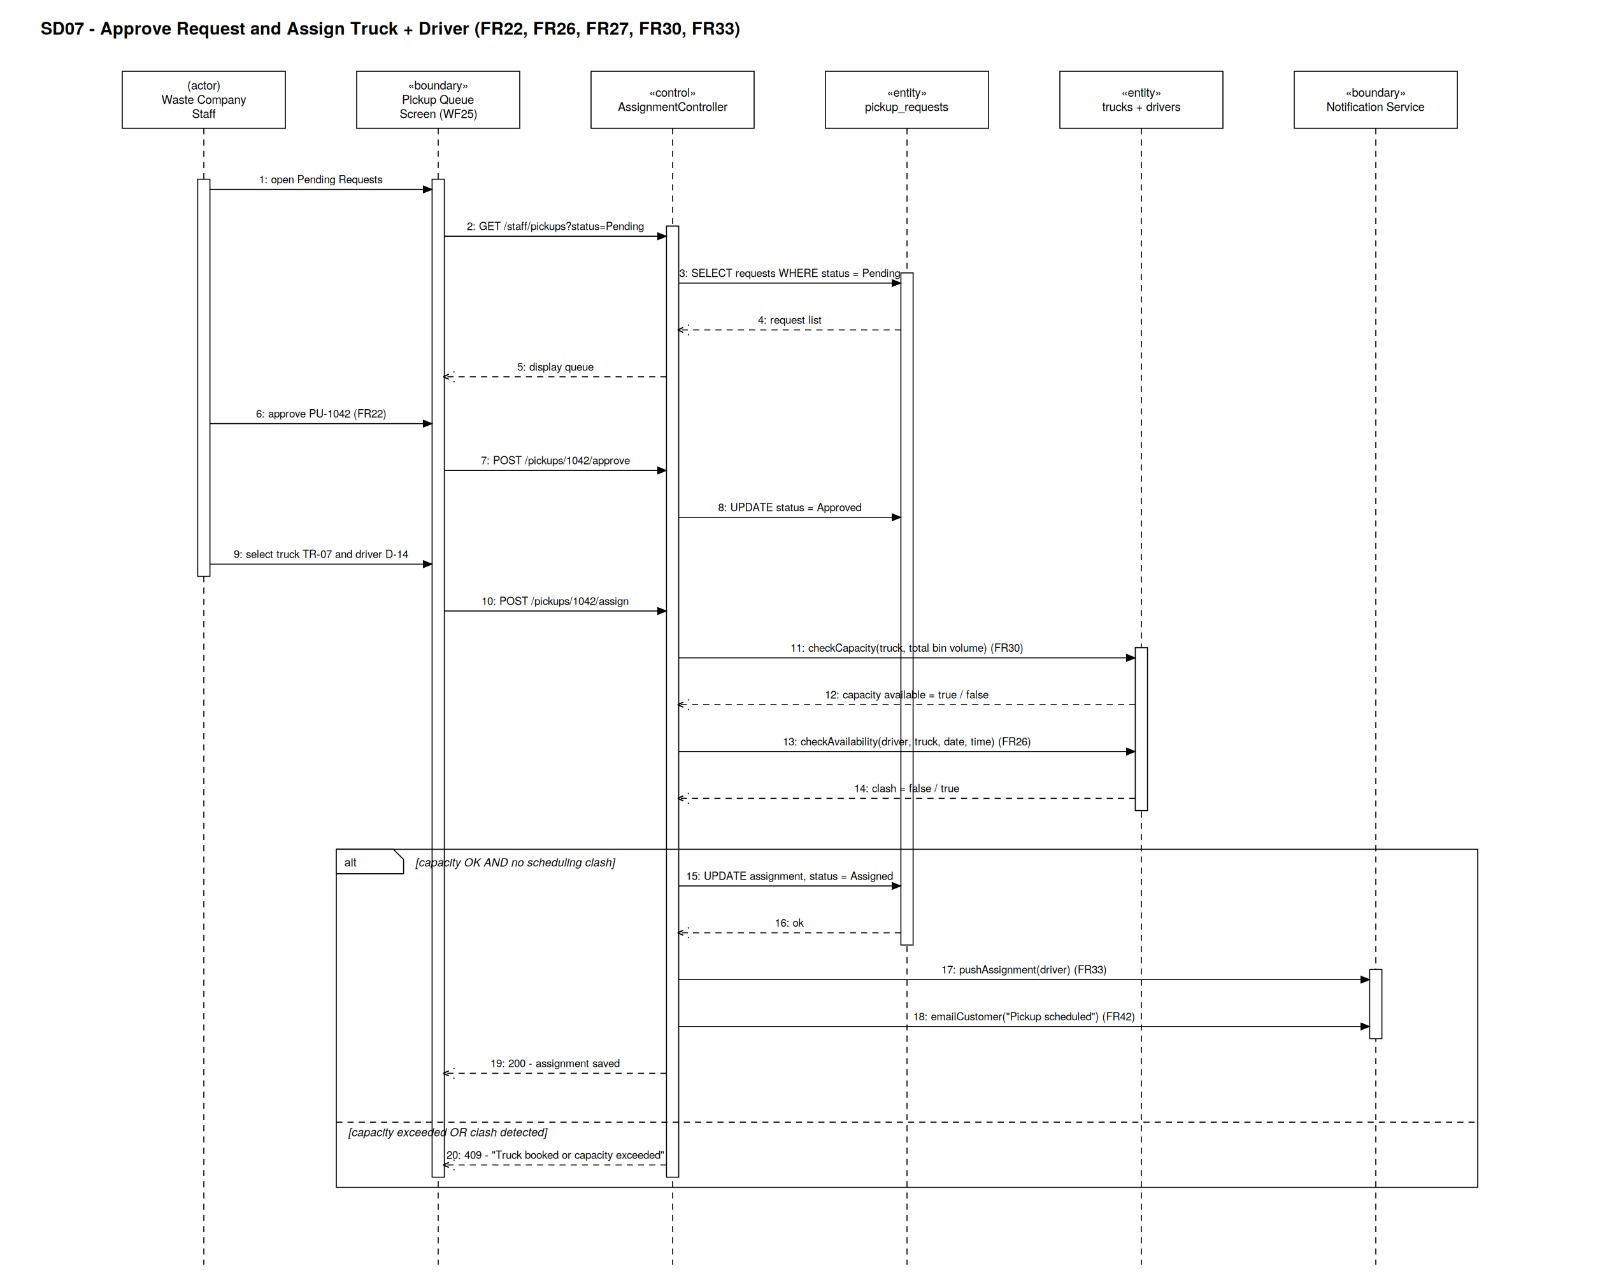 SD07 - Approve Request and Assign Truck + Driver (FR22, FR26, FR27, FR30, FR33)
(actor)
Waste Company
Staff
«boundary»
Pickup Queue
Screen (WF25)
«control»
AssignmentController
«entity»
pickup_requests
«entity»
trucks + drivers
«boundary»
Notification Service
1: open Pending Requests
2: GET /staff/pickups?status=Pending
3: SELECT requests WHERE status = Pending
4: request list
5: display queue
6: approve PU-1042 (FR22)
7: POST /pickups/1042/approve
8: UPDATE status = Approved
9: select truck TR-07 and driver D-14
10: POST /pickups/1042/assign
11: checkCapacity(truck, total bin volume) (FR30)
12: capacity available = true / false
13: checkAvailability(driver, truck, date, time) (FR26)
14: clash = false / true
alt
[capacity OK AND no scheduling clash]
15: UPDATE assignment, status = Assigned
16: ok
17: pushAssignment(driver) (FR33)
18: emailCustomer("Pickup scheduled") (FR42)
19: 200 - assignment saved
[capacity exceeded OR clash detected]
20: 409 - "Truck booked or capacity exceeded"